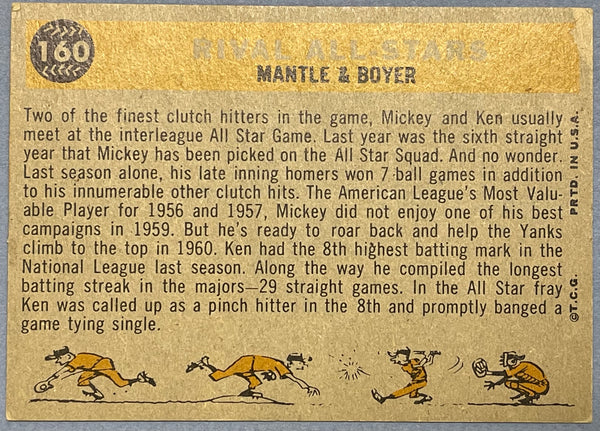 160
RIVAL ALL-STARS
MANTLE & BOYER
Two of the finest clutch hitters in the game, Mickey and Ken usually
meet at the interleague All Star Game. Last year was the sixth straight
year that Mickey has been picked on the All Star Squad. And no wonder.
Last season alone, his late inning homers won 7 ball games in addition
to his innumerable other clutch hits. The American League's Most Valu-
able Player for 1956 and 1957, Mickey did not enjoy one of his best
campaigns in 1959. But he's ready to roar back and help the Yanks
climb to the top in 1960. Ken had the 8th highest batting mark in the
National League last season. Along the way he compiled the longest
batting streak in the majors—29 straight games. In the All Star fray
Ken was called up as a pinch hitter in the 8th and promptly banged a
game tying single.
©T.C.G. PRTD. IN U.S.A.